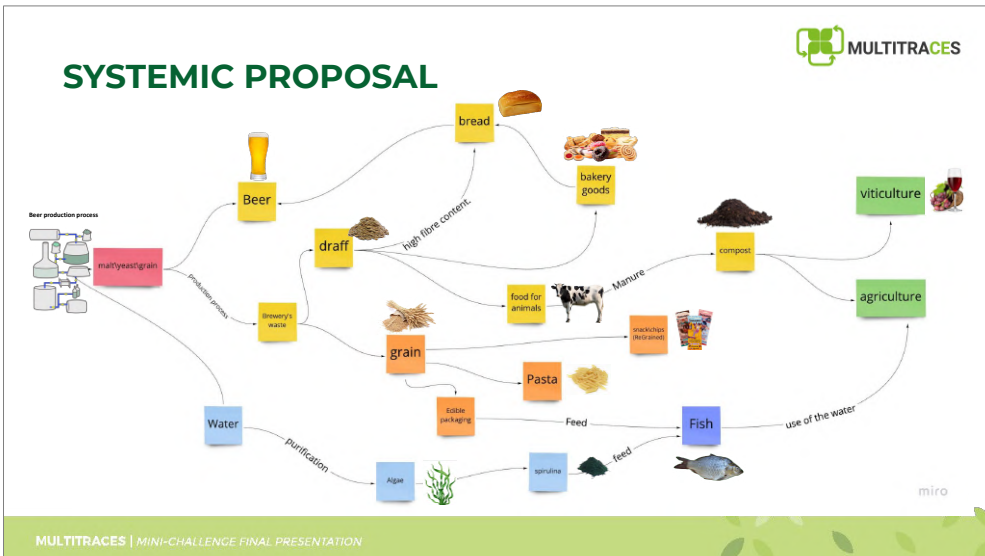 MULTITRACES
SYSTEMIC PROPOSAL
bread
bakery
goods
Beer
viticulture
Beer production process
draff
high fibre content.
compost
malt\yeast\grain
production process
Manure
food for
animals
agriculture
Brewery's
waste
grain
snack\chips
(ReGrained)
Pasta
Edible
packaging
Water
Feed
Fish
use of the water
purification
Algae
spirulina
feed
miro
MULTITRACES | MINI-CHALLENGE FINAL PRESENTATION